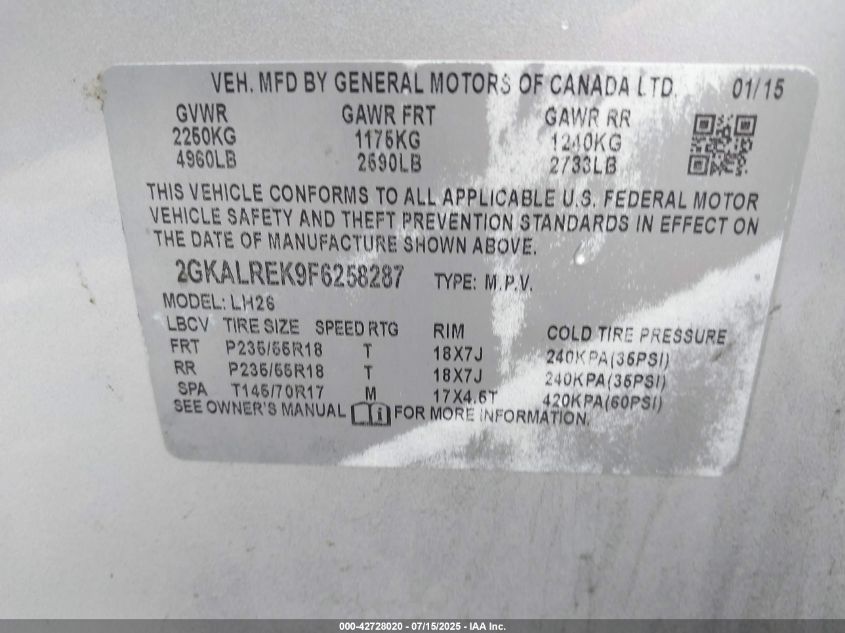 VEH. MFD BY GENERAL MOTORS OF CANADA LTD. 01/15
GVWR GAWR FRT GAWR RR
2250KG 1175KG 1240KG
4960LB 2590LB 2733LB
THIS VEHICLE CONFORMS TO ALL APPLICABLE U.S. FEDERAL MOTOR
VEHICLE SAFETY AND THEFT PREVENTION STANDARDS IN EFFECT ON
THE DATE OF MANUFACTURE SHOWN ABOVE.
2GKALREK9F6258287 TYPE: M.P.V.
MODEL: LH26
LBCV TIRE SIZE SPEED RTG RIM COLD TIRE PRESSURE
FRT P235/55R18 T 18X7J 240KPA(35PSI)
RR P235/55R18 T 18X7J 240KPA(35PSI)
SPA T145/70R17 M 17X4.5T 420KPA(60PSI)
SEE OWNER'S MANUAL FOR MORE INFORMATION.
000-42728020 - 07/15/2025 - IAA Inc.